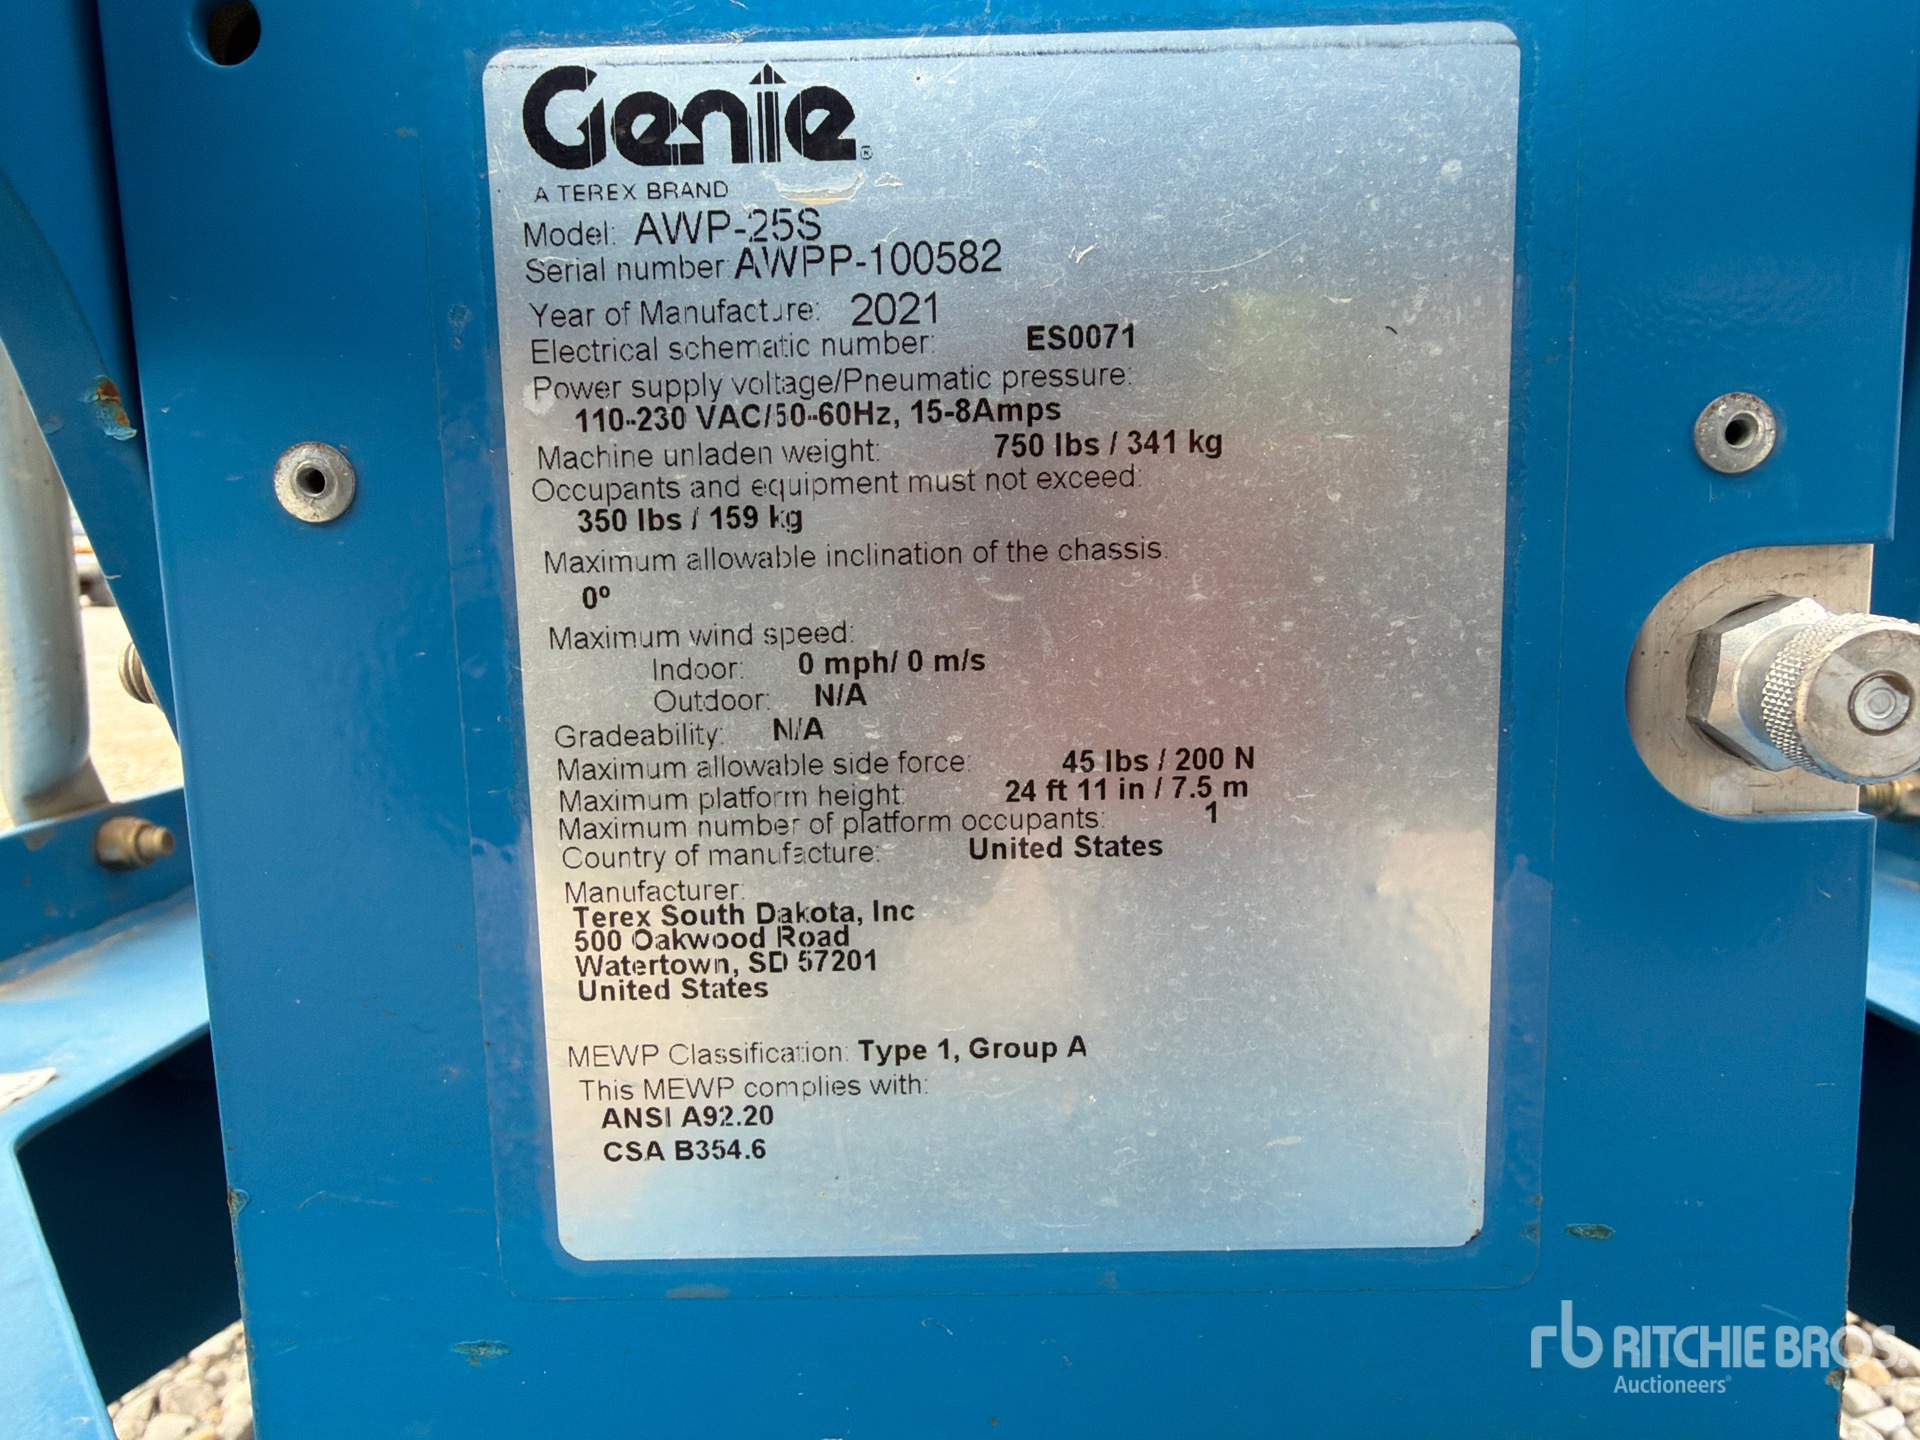 Genie®
A TEREX BRAND
Model: AWP-25S
Serial number: AWPP-100582
Year of Manufacture: 2021
Electrical schematic number: ES0071
Power supply voltage/Pneumatic pressure:
110-230 VAC/50-60Hz, 15-8Amps
Machine unladen weight: 750 lbs / 341 kg
Occupants and equipment must not exceed:
350 lbs / 159 kg
Maximum allowable inclination of the chassis:
0º
Maximum wind speed:
Indoor: 0 mph/ 0 m/s
Outdoor: N/A
Gradeability: N/A
Maximum allowable side force: 45 lbs / 200 N
Maximum platform height: 24 ft 11 in / 7.5 m
Maximum number of platform occupants: 1
Country of manufacture: United States
Manufacturer:
Terex South Dakota, Inc
500 Oakwood Road
Watertown, SD 57201
United States
MEWP Classification: Type 1, Group A
This MEWP complies with:
ANSI A92.20
CSA B354.6
rb RITCHIE BROS.
Auctioneers®